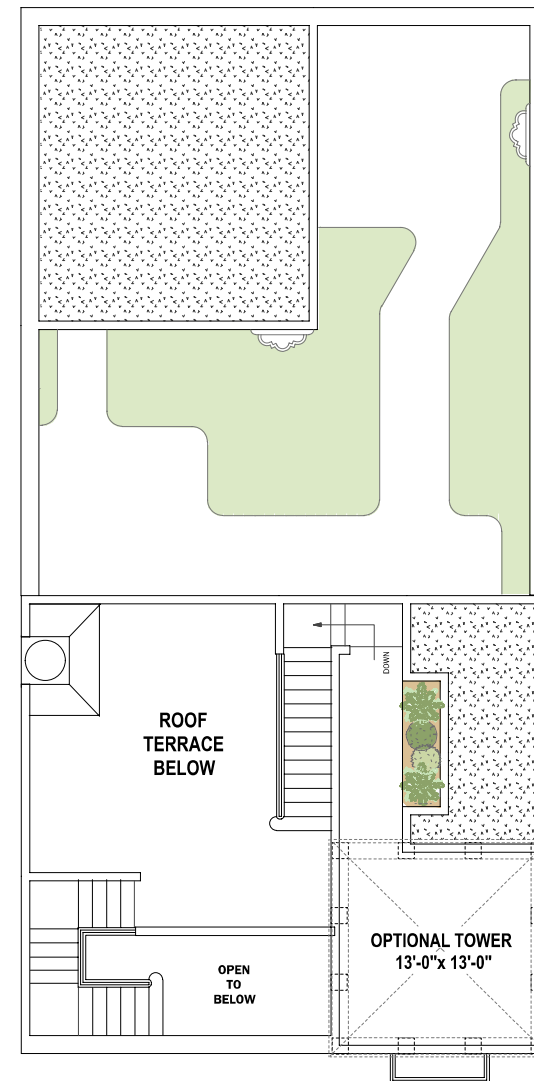 DOWN
ROOF
TERRACE
BELOW
OPTIONAL TOWER
13'-0"x 13'-0"
OPEN
TO
BELOW